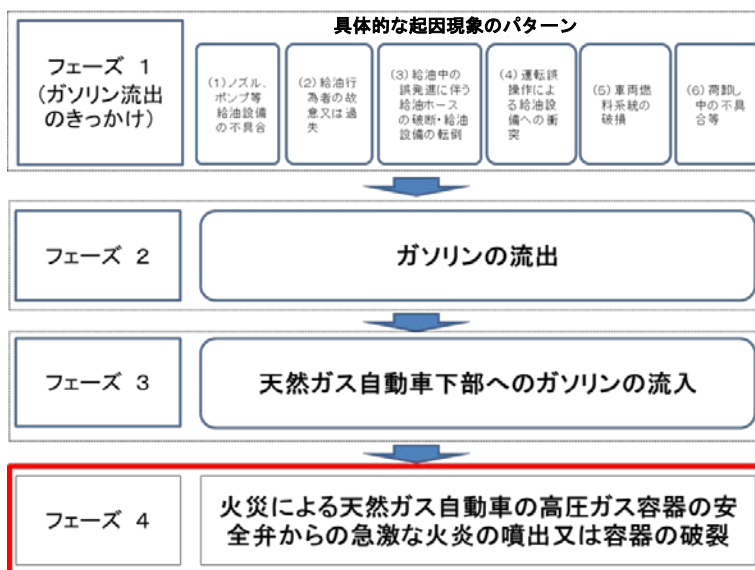 具体的な起因現象のパターン
フェーズ 1
(ガソリン流出
のきっかけ)
(1)ノズル、
ポンプ等
給油設備
の不具合
(2)給油行
為者の故
意又は過
失
(3)給油中の
誤発進に伴う
給油ホース
の破断・給油
設備の転倒
(4)運転誤
操作によ
る給油設
備への衝
突
(5)車両燃
料系統の
破損
(6)荷卸し
中の不具
合等
フェーズ 2
ガソリンの流出
フェーズ 3
天然ガス自動車下部へのガソリンの流入
フェーズ 4
火災による天然ガス自動車の高圧ガス容器の安
全弁からの急激な火炎の噴出又は容器の破裂